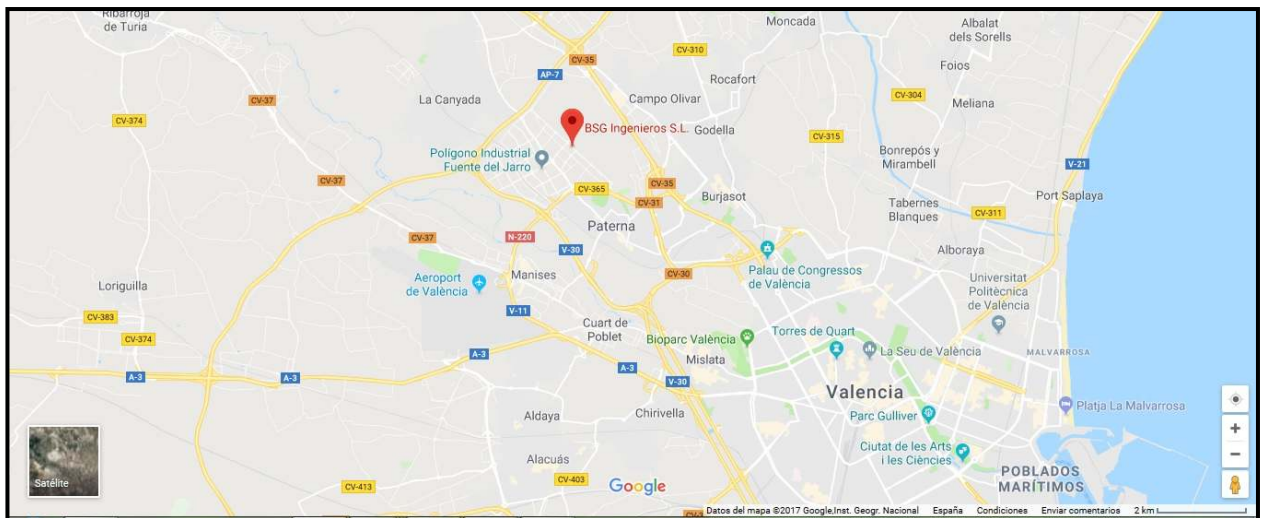 Ribarroja
de Turia
Moncada
Albalat
dels Sorells
CV-310
CV-31
CV-35
Foios
AP-7
Rocafort
CV-37
La Canyada
Campo Olivar
CV-304
Meliana
CV-374
BSG Ingenieros S.L.
Godella
CV-315
Polígono Industrial
Fuente del Jarro
Bonrepós y
Mirambell
V-21
CV-37
CV-365
CV-35
CV-31
Burjasot
Port Saplaya
Tabernes
Blanques
CV-311
Paterna
CV-37
N-220
V-30
Alboraya
Aeroport
de València
Manises
CV-30
Palau de Congressos
de València
Universitat
Politècnica
de València
Loriguilla
CV-383
V-11
Cuart de
Poblet
CV-374
Bioparc València
Torres de Quart
La Seu de València
MALVARROSA
A-3
Mislata
A-3
A-3
A-3
V-30
Valencia
Aldaya
Chirivella
Parc Gulliver
Platja La Malvarrosa
Ciutat de les Arts
i les Ciències
Alacuás
POBLADOS
MARÍTIMOS
Satélite
CV-413
CV-403
Google
Datos del mapa ©2017 Google,Inst. Geogr. Nacional España Condiciones Enviar comentarios 2 km